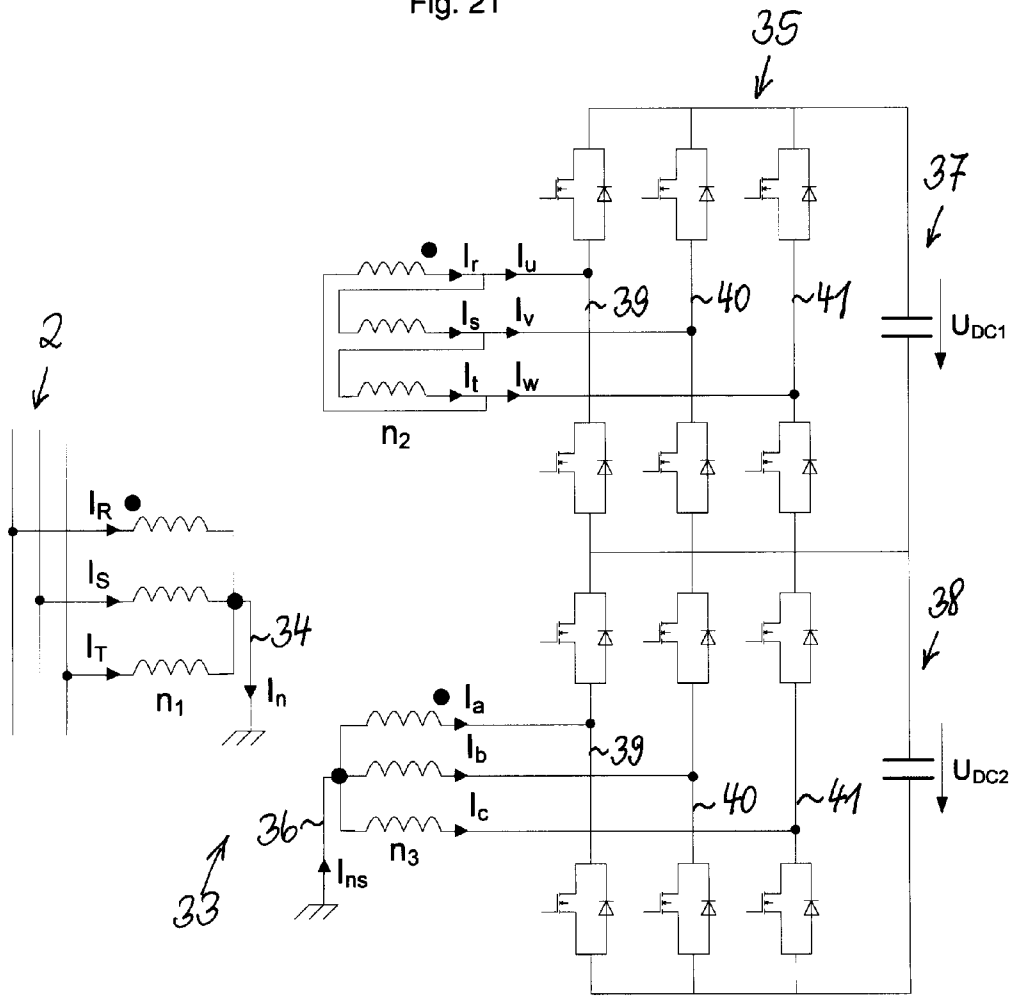 Fig. 21
35
37
I_r I_u
~39 ~40 ~41
I_s I_v
U_DC1
2
I_t I_w
n_2
I_R
I_S
38
~34
I_T
n_1 I_n
I_a
~39
I_b
~40 ~41 U_DC2
36~ I_c
n_3
I_ns
33